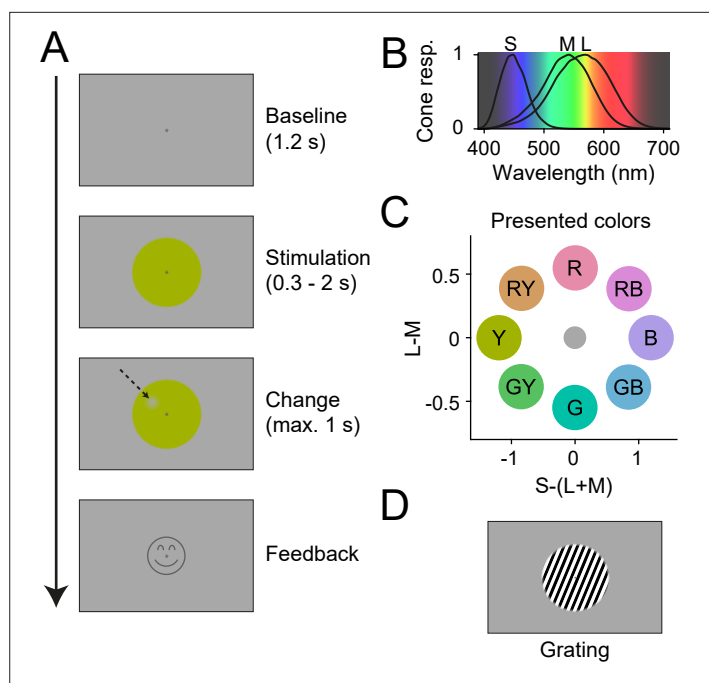 A
Baseline
(1.2 s)
Stimulation
(0.3 - 2 s)
Change
(max. 1 s)
Feedback
B
S M L
Cone resp.
1
0
400 500 600 700
Wavelength (nm)
C
Presented colors
L-M
0.5
0
-0.5
R
RY RB
Y B
GY GB
G
-1 0 1
S-(L+M)
D
Grating